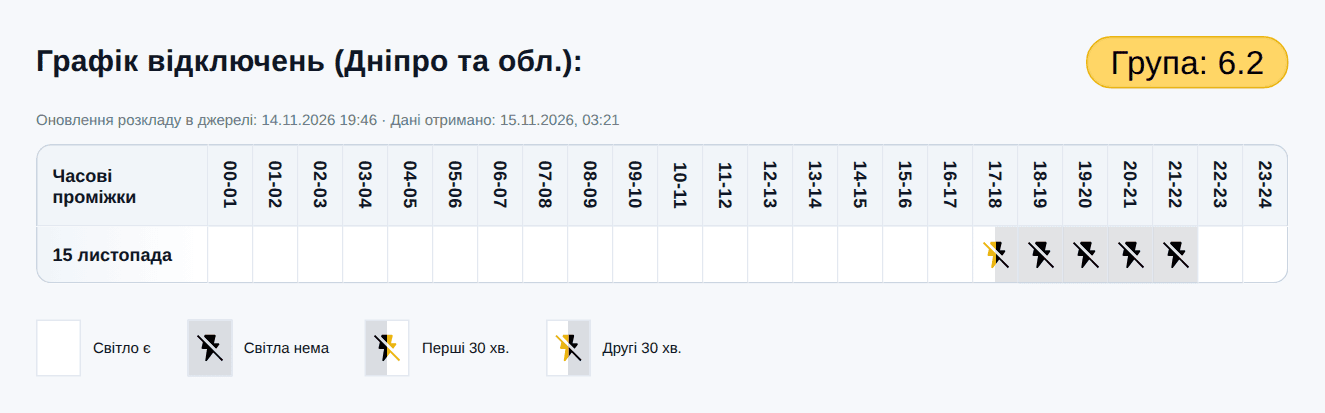 Графік відключень (Дніпро та обл.):
Група: 6.2
Оновлення розкладу в джерелі: 14.11.2026 19:46 · Дані отримано: 15.11.2026, 03:21
Часові
проміжки
00-01
01-02
02-03
03-04
04-05
05-06
06-07
07-08
08-09
09-10
10-11
11-12
12-13
13-14
14-15
15-16
16-17
17-18
18-19
19-20
20-21
21-22
22-23
23-24
15 листопада
Світло є
Світла нема
Перші 30 хв.
Другі 30 хв.